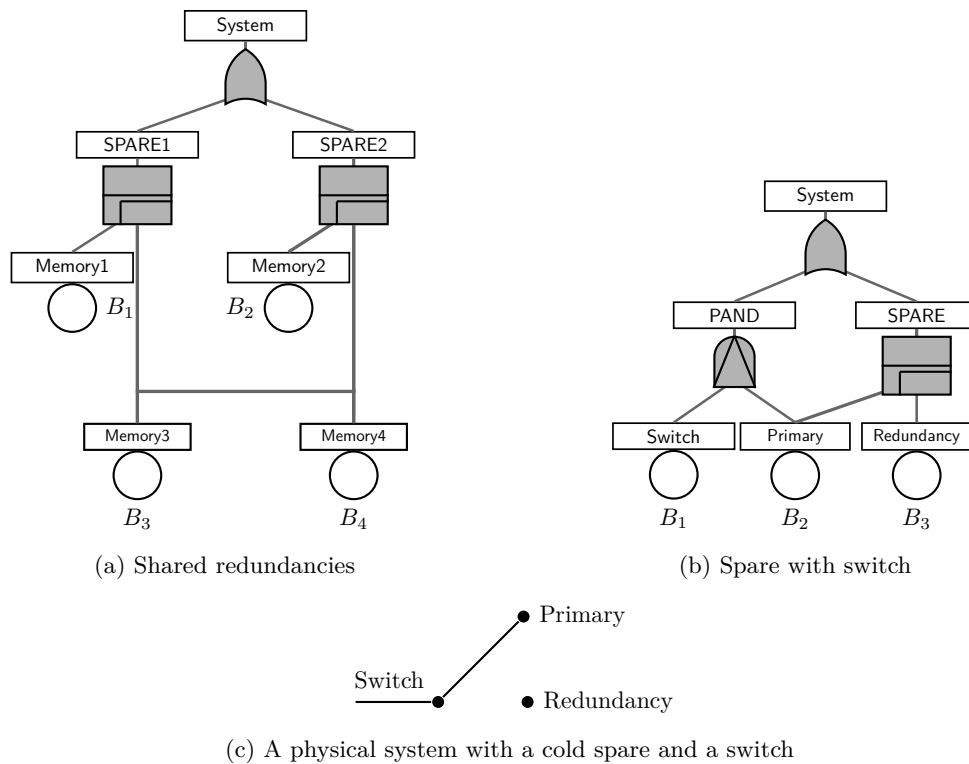 System
SPARE1 SPARE2
Memory1 Memory2
B1 B2
Memory3 Memory4
B3 B4
(a) Shared redundancies
System
PAND SPARE
Switch Primary Redundancy
B1 B2 B3
(b) Spare with switch
Primary
Switch
Redundancy
(c) A physical system with a cold spare and a switch